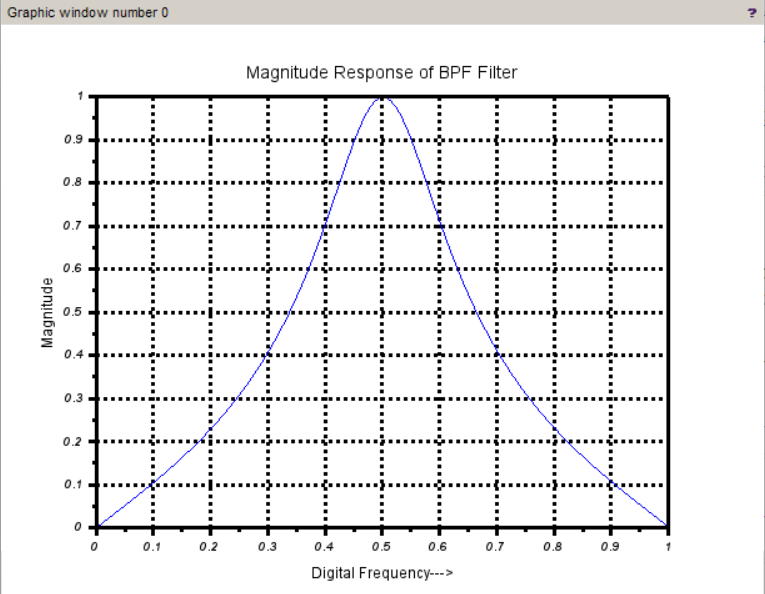 Graphic window number 0 ?
Magnitude Response of BPF Filter
1
0.9
0.8
0.7
0.6
0.5
0.4
0.3
0.2
0.1
0
Magnitude
0 0.1 0.2 0.3 0.4 0.5 0.6 0.7 0.8 0.9 1
Digital Frequency--->